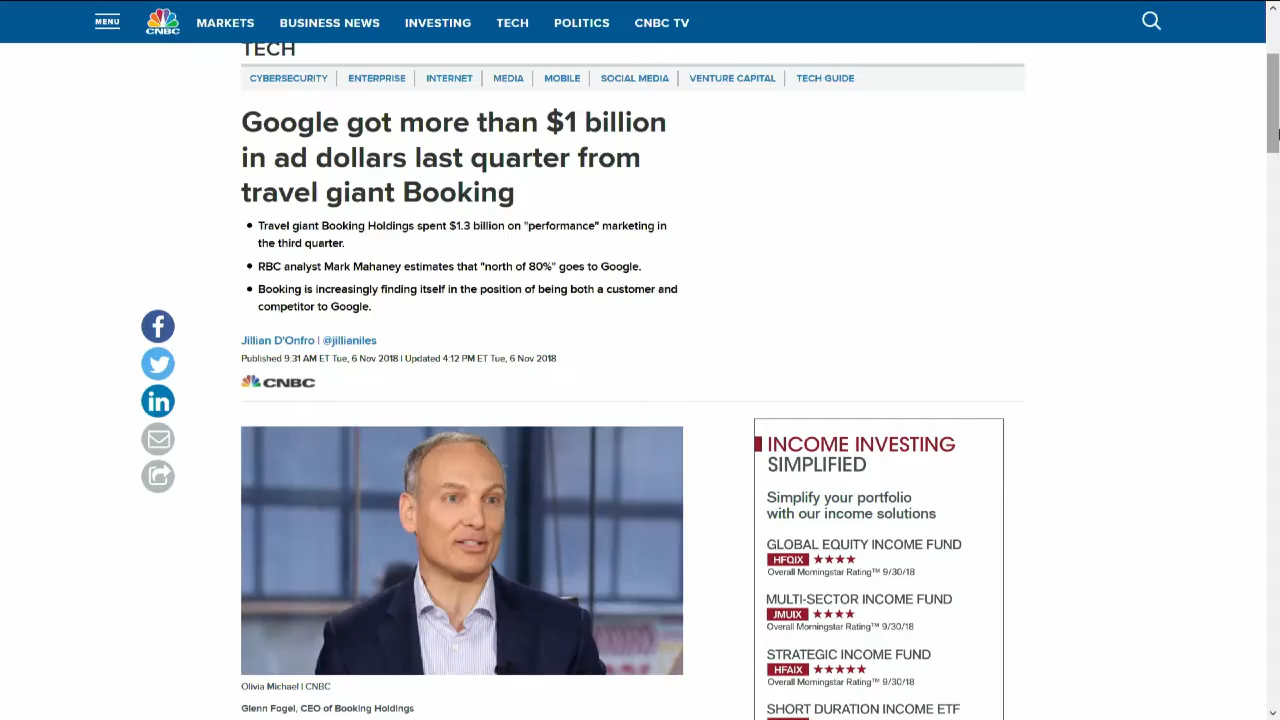 MENU
CNBC
MARKETS BUSINESS NEWS INVESTING TECH POLITICS CNBC TV
TECH
CYBERSECURITY ENTERPRISE INTERNET MEDIA MOBILE SOCIAL MEDIA VENTURE CAPITAL TECH GUIDE
Google got more than $1 billion
in ad dollars last quarter from
travel giant Booking
Travel giant Booking Holdings spent $1.3 billion on "performance" marketing in
the third quarter.
RBC analyst Mark Mahaney estimates that "north of 80%" goes to Google.
Booking is increasingly finding itself in the position of being both a customer and
competitor to Google.
Jillian D'Onfro | @jillianiles
Published 9:31 AM ET Tue, 6 Nov 2018 | Updated 4:12 PM ET Tue, 6 Nov 2018
CNBC
Olivia Michael | CNBC
Glenn Fogel, CEO of Booking Holdings
INCOME INVESTING
SIMPLIFIED
Simplify your portfolio
with our income solutions
GLOBAL EQUITY INCOME FUND
HFQIX ★★★★
Overall Morningstar Rating™ 9/30/18
MULTI-SECTOR INCOME FUND
JMUIX ★★★★
Overall Morningstar Rating™ 9/30/18
STRATEGIC INCOME FUND
HFAIX ★★★★★
Overall Morningstar Rating™ 9/30/18
SHORT DURATION INCOME ETF